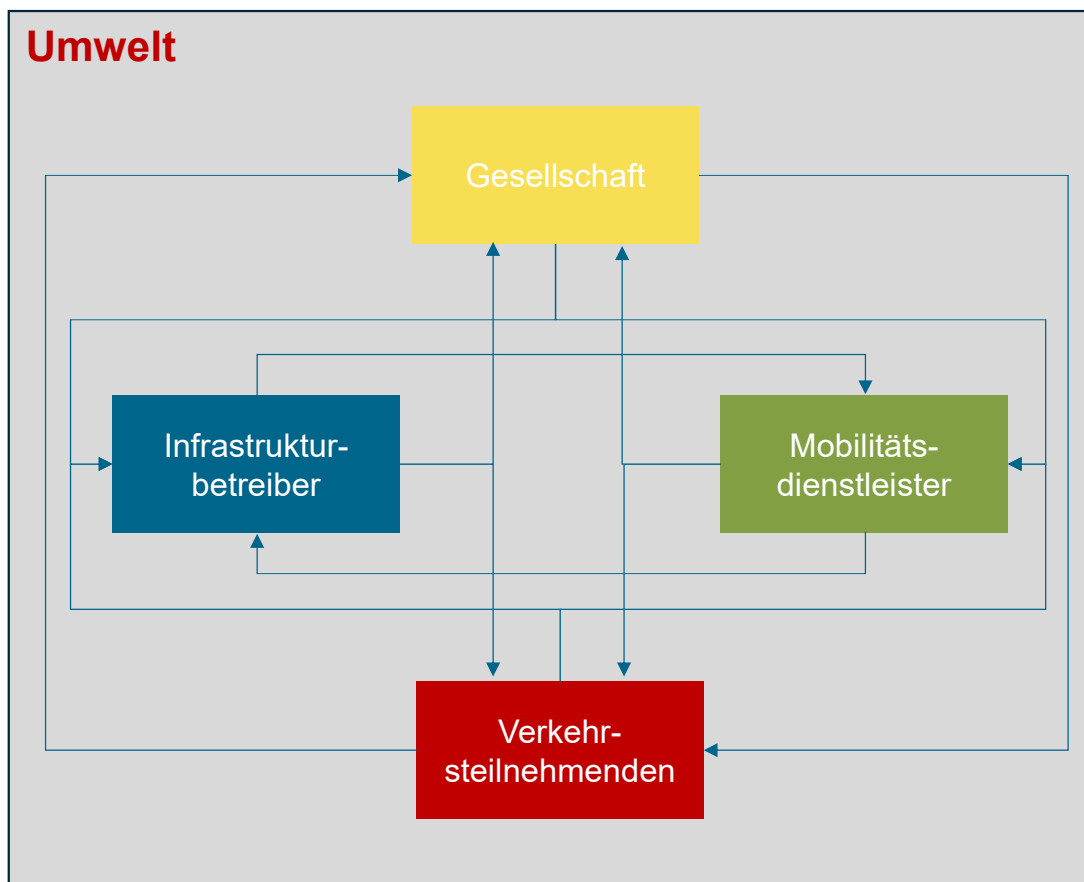 Umwelt
Gesellschaft
Infrastruktur-
betreiber
Mobilitäts-
dienstleister
Verkehr-
steilnehmenden